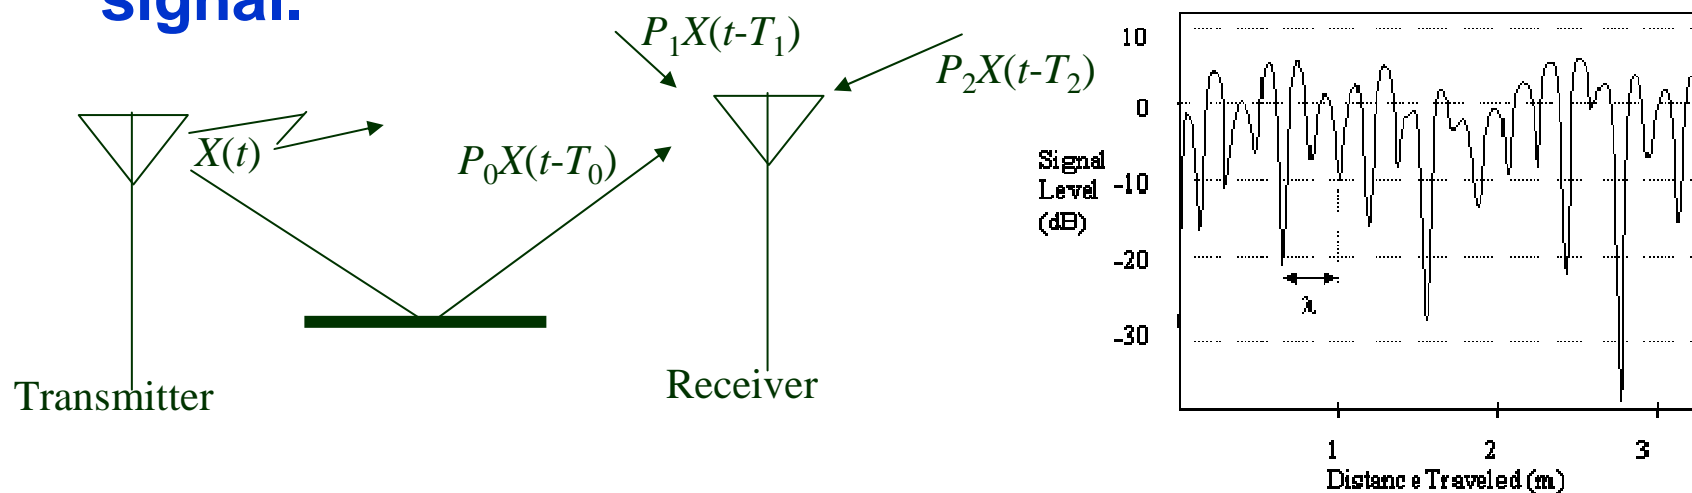 signal.
P₁X(t-T₁)
P₂X(t-T₂)
X(t)
P₀X(t-T₀)
Transmitter
Receiver
10
0
Signal
Level
(dB)
-10
-20
-30
λ
1 2 3
Distance Traveled (m)